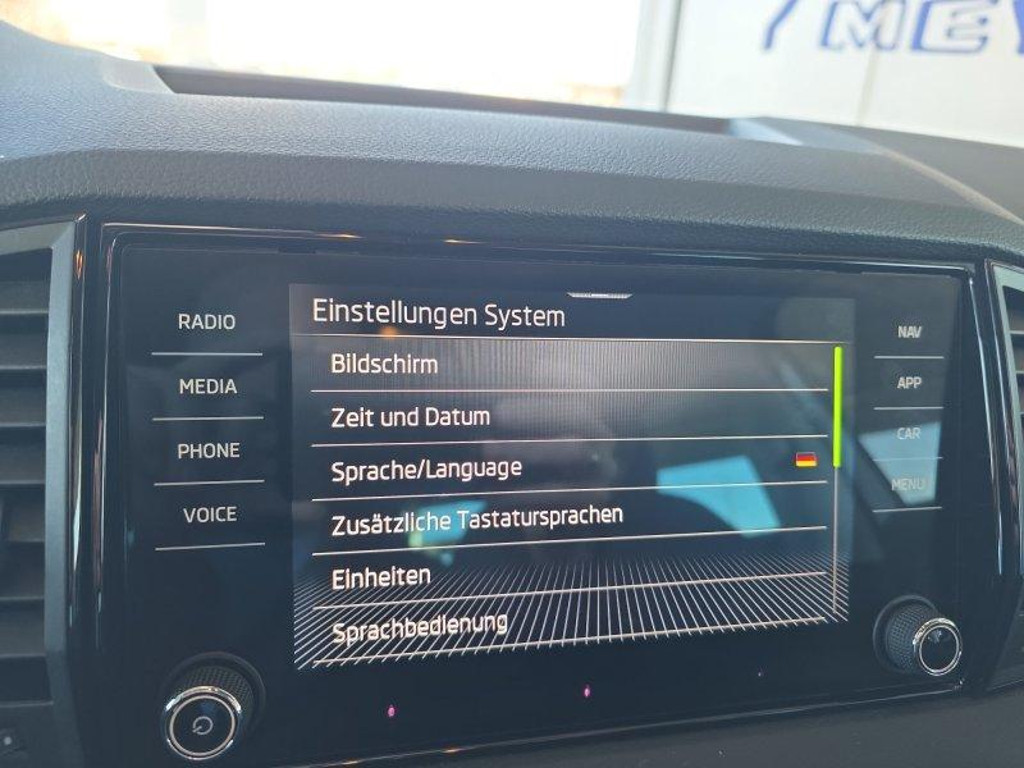 MEY
Einstellungen System
RADIO
MEDIA
PHONE
VOICE
Bildschirm
Zeit und Datum
Sprache/Language
Zusätzliche Tastatursprachen
Einheiten
Sprachbedienung
NAV
APP
CAR
MENU